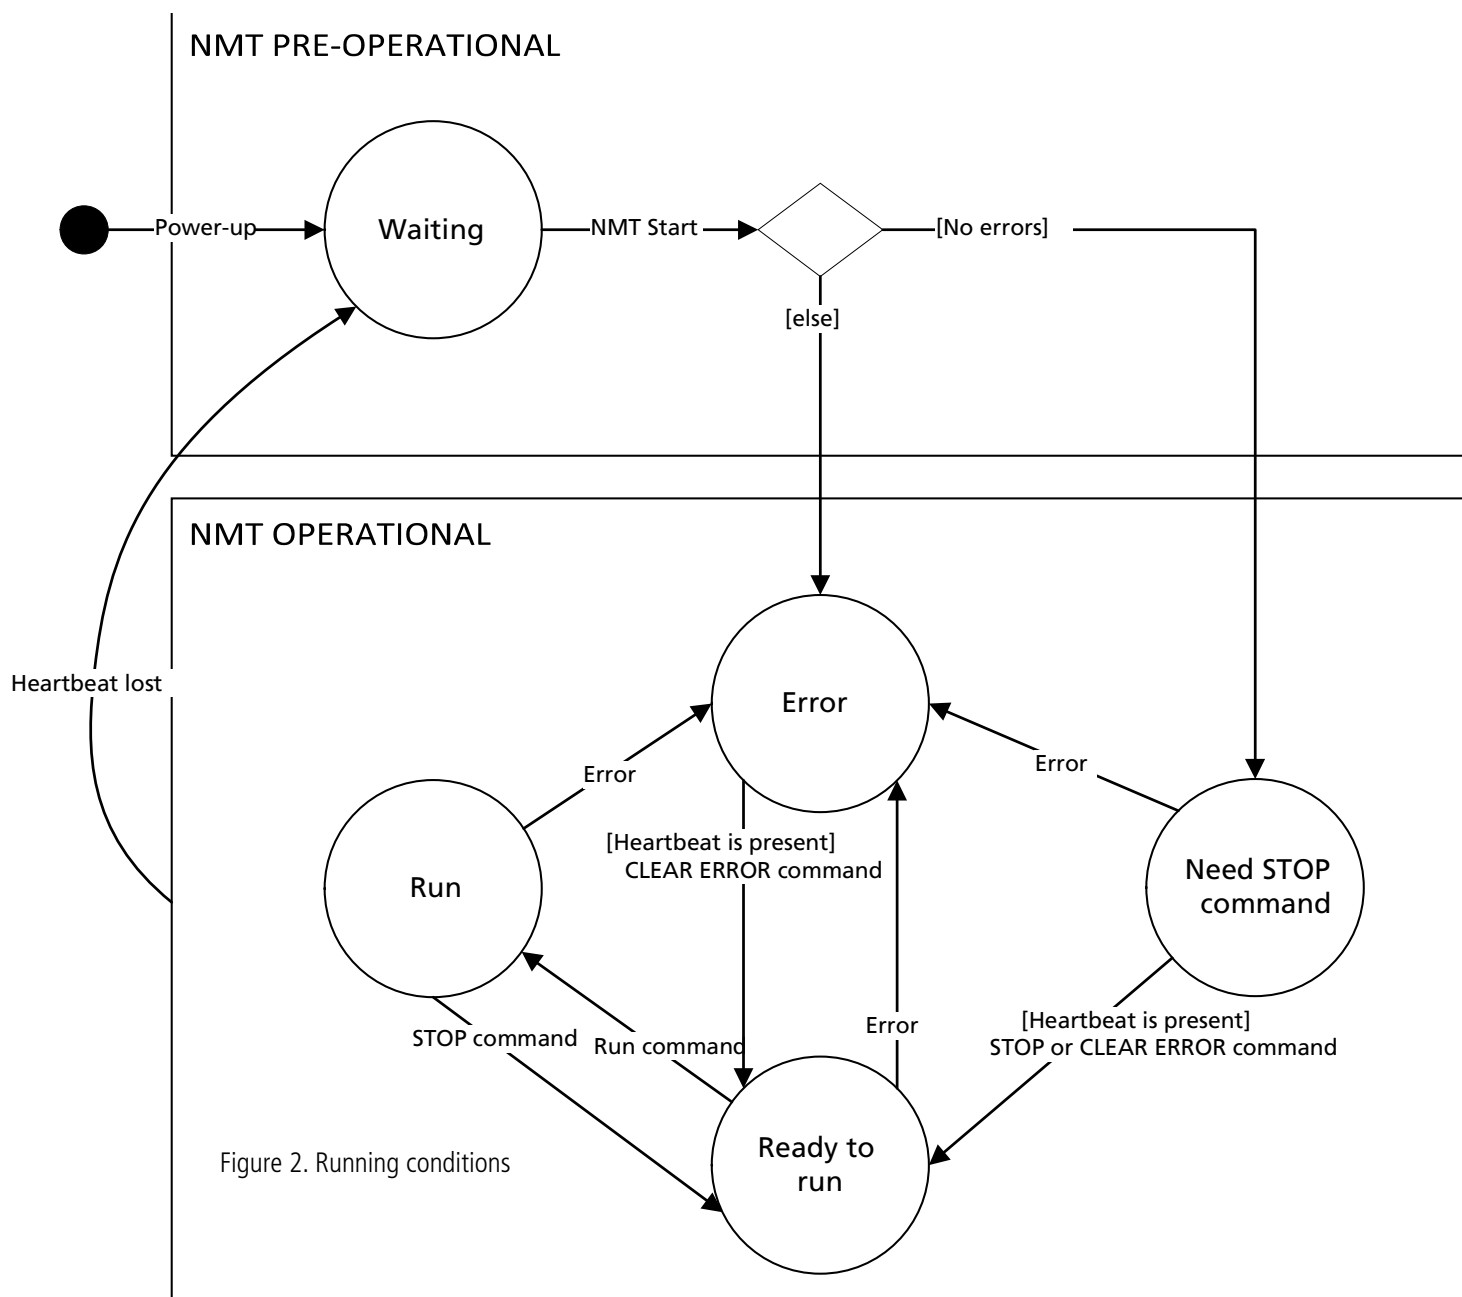 NMT PRE-OPERATIONAL
Power-up
Waiting
NMT Start
[No errors]
[else]
NMT OPERATIONAL
Heartbeat lost
Error
Error
Error
[Heartbeat is present]
CLEAR ERROR command
Run
Need STOP
command
STOP command
Run command
Error
[Heartbeat is present]
STOP or CLEAR ERROR command
Ready to
run
Figure 2. Running conditions